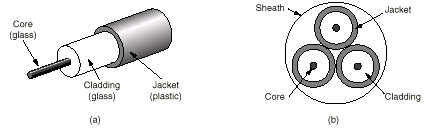 Core
(glass)
Cladding
(glass)
Jacket
(plastic)
(a)
Sheath
Jacket
Core
Cladding
(b)